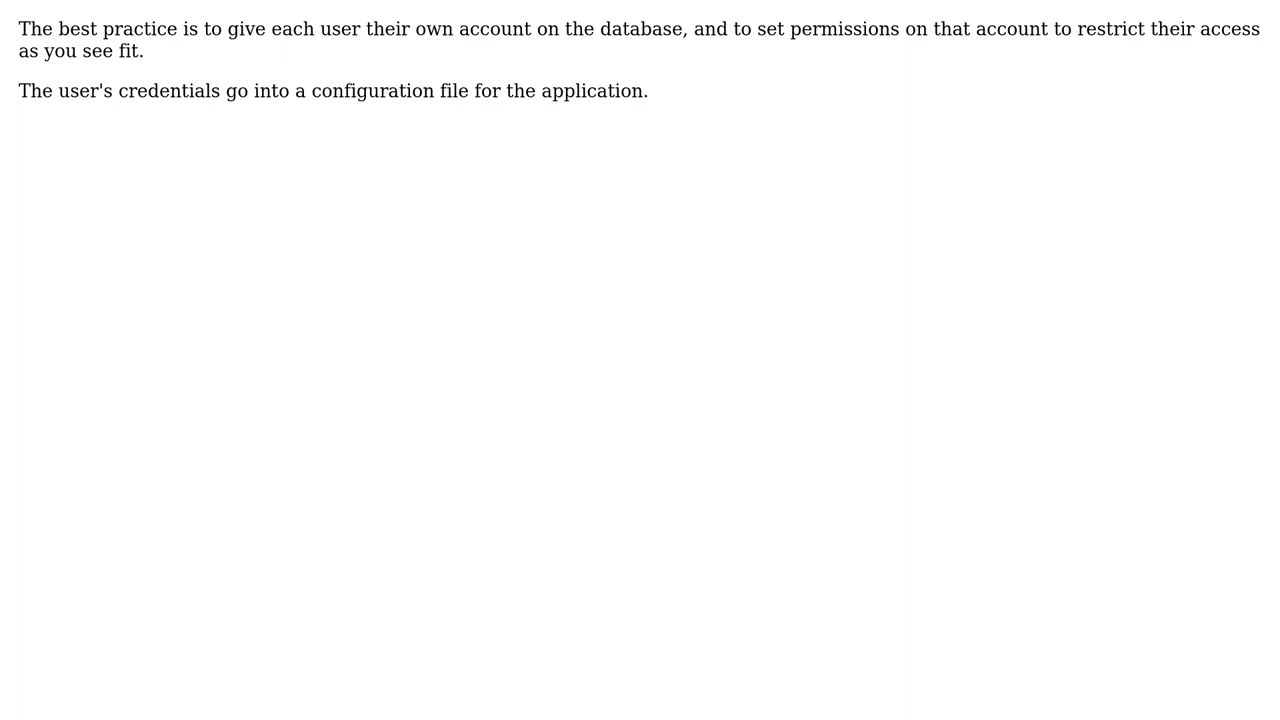 The best practice is to give each user their own account on the database, and to set permissions on that account to restrict their access
as you see fit.
The user's credentials go into a configuration file for the application.